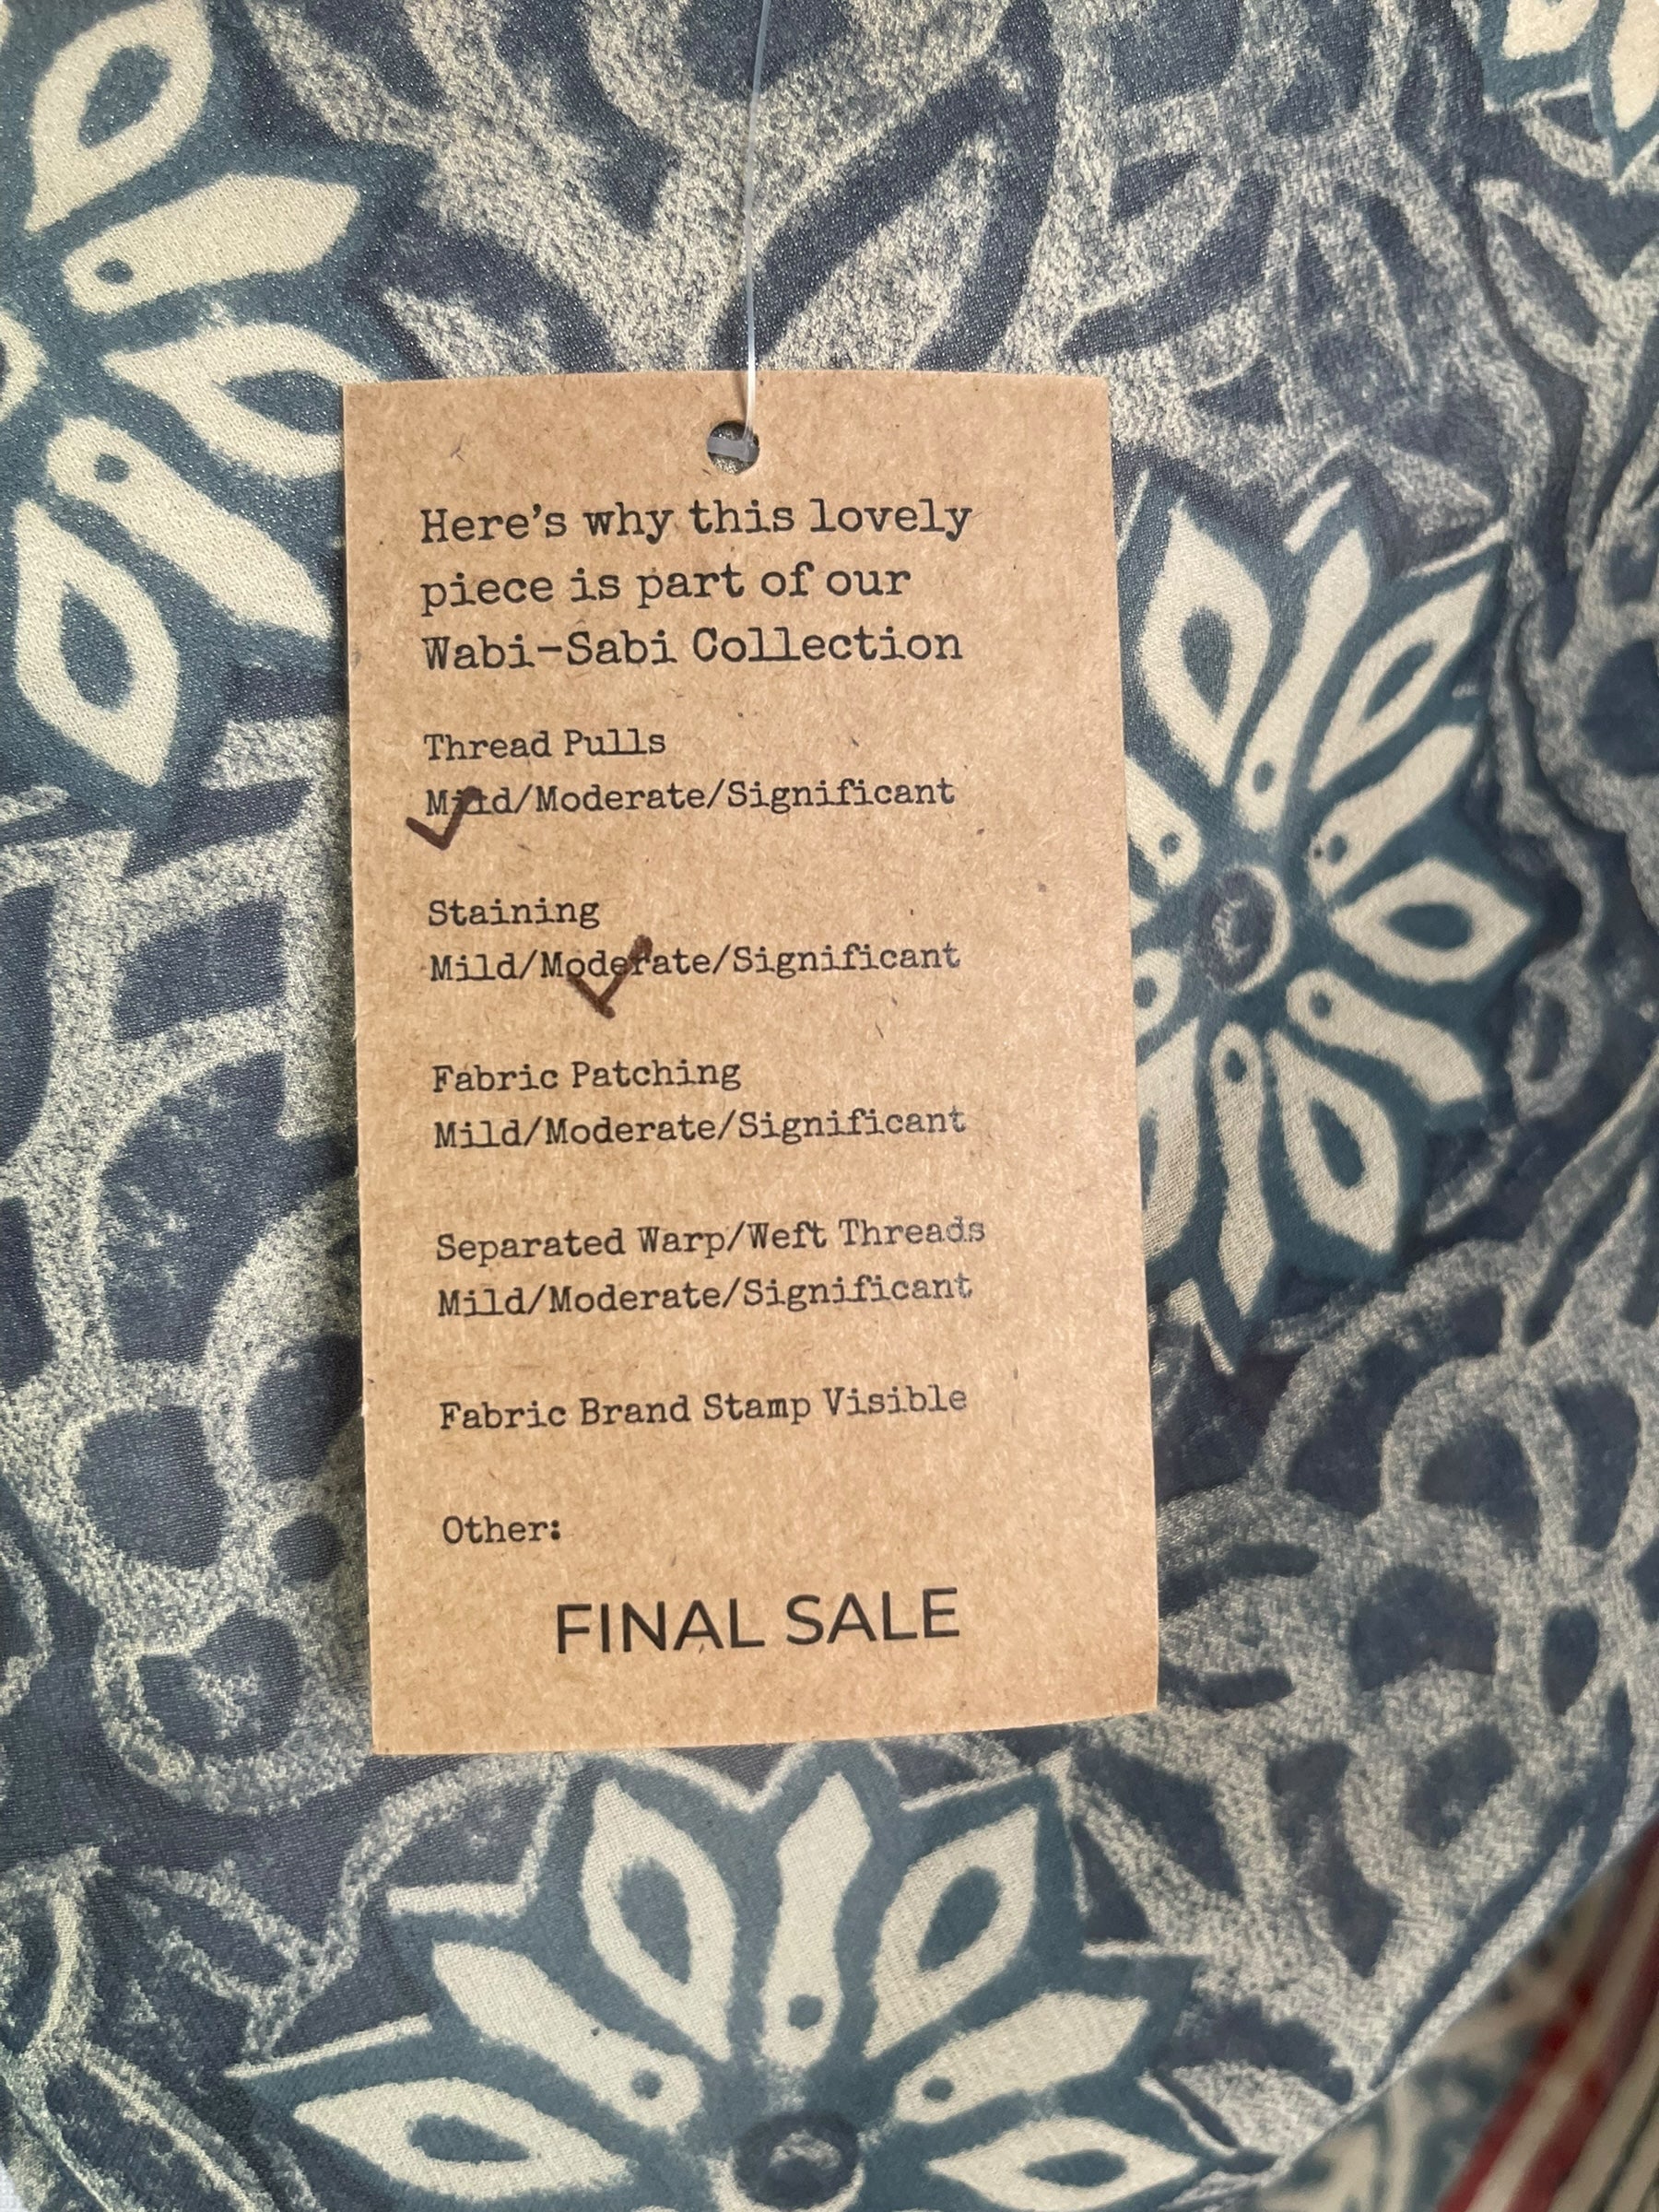 Here's why this lovely
piece is part of our
Wabi-Sabi Collection
Thread Pulls
Mild/Moderate/Significant
Staining
Mild/Moderate/Significant
Fabric Patching
Mild/Moderate/Significant
Separated Warp/Weft Threads
Mild/Moderate/Significant
Fabric Brand Stamp Visible
Other:
FINAL SALE